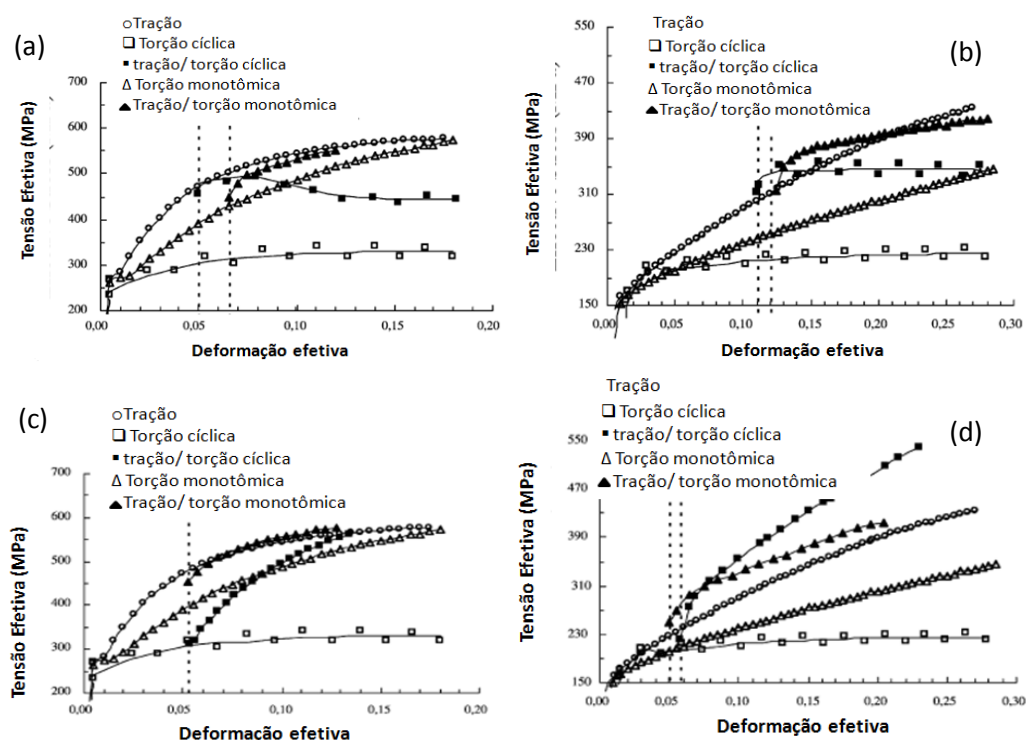 (a)
○Tração
□ Torção cíclica
■ tração/ torção cíclica
Δ Torção monotômica
▲Tração/ torção monotômica
Tensão Efetiva (MPa)
700
600
500
400
300
200
0,00
0,05
0,10
0,15
0,20
Deformação efetiva
(b)
Tração
□ Torção cíclica
■ tração/ torção cíclica
Δ Torção monotômica
▲ Tração/ torção monotômica
Tensão Efetiva (MPa)
550
470
390
310
230
150
0,00
0,05
0,10
0,15
0,20
0,25
0,30
Deformação efetiva
(c)
○Tração
□ Torção cíclica
■ tração/ torção cíclica
Δ Torção monotômica
▲Tração/ torção monotômica
Tensão Efetiva (MPa)
700
600
500
400
300
200
0,00
0,05
0,10
0,15
0,20
Deformação efetiva
(d)
Tração
□ Torção cíclica
■ tração/ torção cíclica
Δ Torção monotômica
▲ Tração/ torção monotômica
Tensão Efetiva (MPa)
550
470
390
310
230
150
0,00
0,05
0,10
0,15
0,20
0,25
0,30
Deformação efetiva